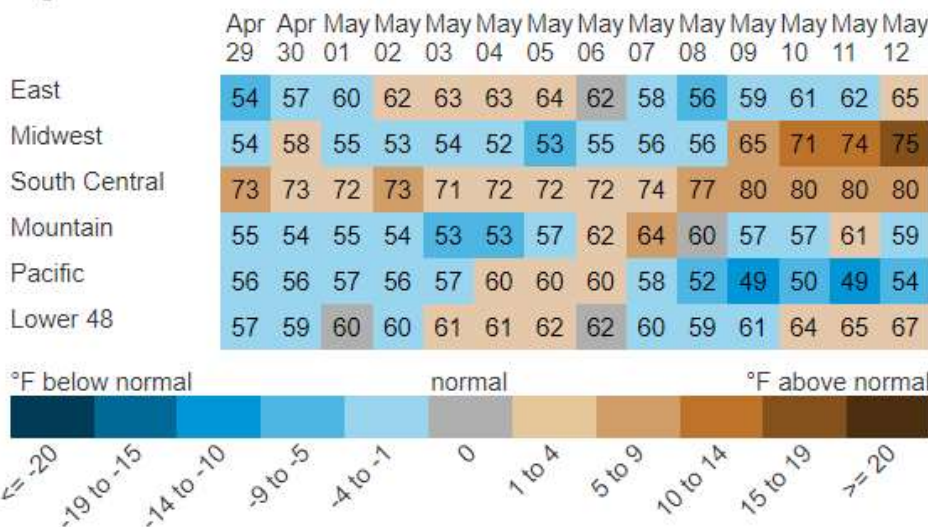 Apr Apr May May May May May May May May May May May May
29 30 01 02 03 04 05 06 07 08 09 10 11 12
East 54 57 60 62 63 63 64 62 58 56 59 61 62 65
Midwest 54 58 55 53 54 52 53 55 56 56 65 71 74 75
South Central 73 73 72 73 71 72 72 72 74 77 80 80 80 80
Mountain 55 54 55 54 53 53 57 62 64 60 57 57 61 59
Pacific 56 56 57 56 57 60 60 60 58 52 49 50 49 54
Lower 48 57 59 60 60 61 61 62 62 60 59 61 64 65 67
°F below normal normal °F above normal
<= -20 -19 to -15 -14 to -10 -9 to -5 -4 to -1 0 1 to 4 5 to 9 10 to 14 15 to 19 >= 20